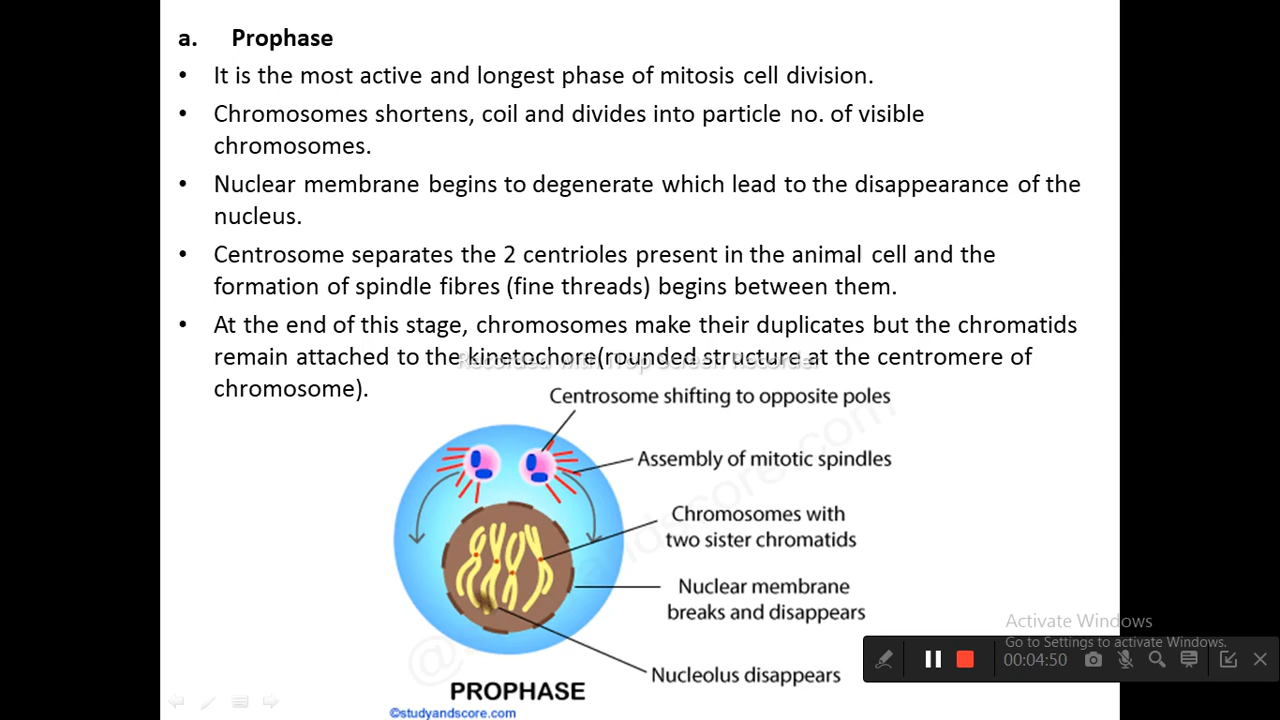 a. Prophase
• It is the most active and longest phase of mitosis cell division.
• Chromosomes shortens, coil and divides into particle no. of visible
chromosomes.
• Nuclear membrane begins to degenerate which lead to the disappearance of the
nucleus.
• Centrosome separates the 2 centrioles present in the animal cell and the
formation of spindle fibres (fine threads) begins between them.
• At the end of this stage, chromosomes make their duplicates but the chromatids
remain attached to the kinetochore(rounded structure at the centromere of
chromosome).
Recorded with iTop Screen Recorder
Centrosome shifting to opposite poles
Assembly of mitotic spindles
Chromosomes with
two sister chromatids
Nuclear membrane
breaks and disappears
Nucleolus disappears
PROPHASE
©studyandscore.com
Activate Windows
Go to Settings to activate Windows.
00:04:50